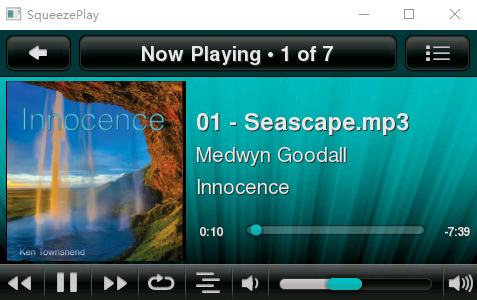 SqueezePlay
Now Playing • 1 of 7
Innocence
Ken Townshend
01 - Seascape.mp3
Medwyn Goodall
Innocence
0:10
-7:39